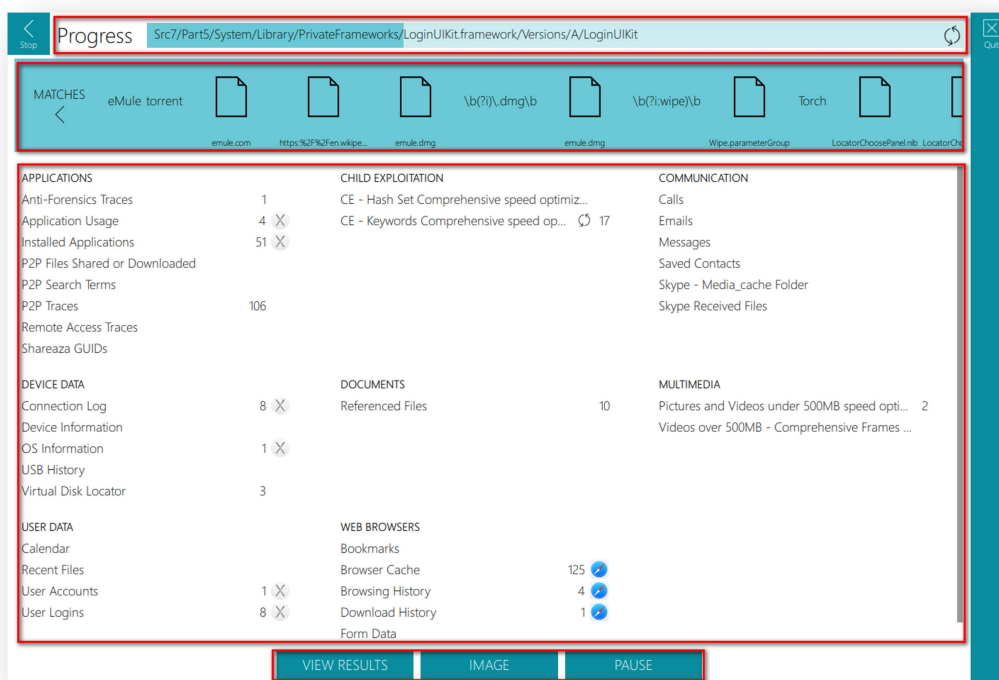 Stop
Progress
Src7/Part5/System/Library/PrivateFrameworks/LoginUIKit.framework/Versions/A/LoginUIKit
Quit
MATCHES
eMule torrent
\b(?i)\.dmg\b
\b(?i:wipe)\b
Torch
emule.com
https:%2F%2Fen.wikipe...
emule.dmg
emule.dmg
Wipe.parameterGroup
LocatorChoosePanel.nib
LocatorCho
APPLICATIONS
Anti-Forensics Traces 1
Application Usage 4 X
Installed Applications 51 X
P2P Files Shared or Downloaded
P2P Search Terms
P2P Traces 106
Remote Access Traces
Shareaza GUIDs
CHILD EXPLOITATION
CE - Hash Set Comprehensive speed optimiz...
CE - Keywords Comprehensive speed op... 17
COMMUNICATION
Calls
Emails
Messages
Saved Contacts
Skype - Media_cache Folder
Skype Received Files
DEVICE DATA
Connection Log 8 X
Device Information
OS Information 1 X
USB History
Virtual Disk Locator 3
DOCUMENTS
Referenced Files 10
MULTIMEDIA
Pictures and Videos under 500MB speed opti... 2
Videos over 500MB - Comprehensive Frames ...
USER DATA
Calendar
Recent Files
User Accounts 1 X
User Logins 8 X
WEB BROWSERS
Bookmarks
Browser Cache 125
Browsing History 4
Download History 1
Form Data
VIEW RESULTS
IMAGE
PAUSE